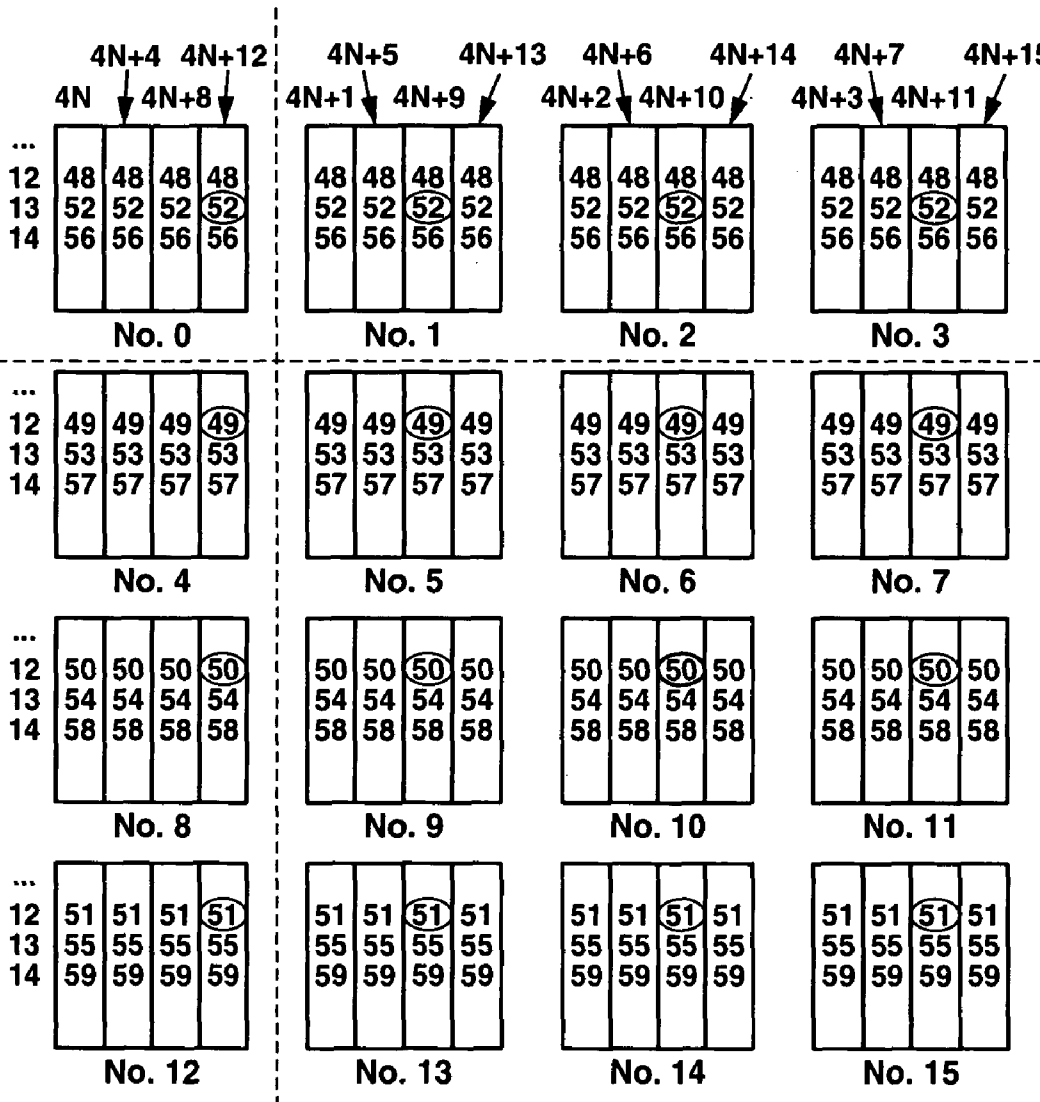 4N+4 4N+12 4N+5 4N+13 4N+6 4N+14 4N+7 4N+15
4N 4N+8 4N+1 4N+9 4N+2 4N+10 4N+3 4N+11
...
12 48 48 48 48 48 48 48 48 48 48 48 48 48 48 48 48
13 52 52 52 52 52 52 52 52 52 52 52 52 52 52 52 52
14 56 56 56 56 56 56 56 56 56 56 56 56 56 56 56 56
No. 0 No. 1 No. 2 No. 3
...
12 49 49 49 49 49 49 49 49 49 49 49 49 49 49 49 49
13 53 53 53 53 53 53 53 53 53 53 53 53 53 53 53 53
14 57 57 57 57 57 57 57 57 57 57 57 57 57 57 57 57
No. 4 No. 5 No. 6 No. 7
...
12 50 50 50 50 50 50 50 50 50 50 50 50 50 50 50 50
13 54 54 54 54 54 54 54 54 54 54 54 54 54 54 54 54
14 58 58 58 58 58 58 58 58 58 58 58 58 58 58 58 58
No. 8 No. 9 No. 10 No. 11
...
12 51 51 51 51 51 51 51 51 51 51 51 51 51 51 51 51
13 55 55 55 55 55 55 55 55 55 55 55 55 55 55 55 55
14 59 59 59 59 59 59 59 59 59 59 59 59 59 59 59 59
No. 12 No. 13 No. 14 No. 15